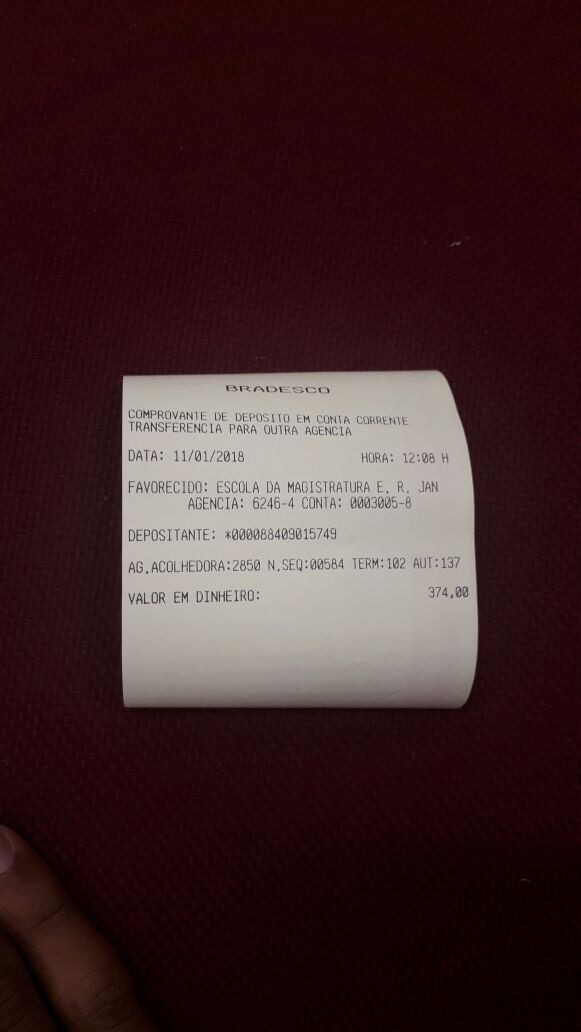 BRADESCO
COMPROVANTE DE DEPOSITO EM CONTA CORRENTE
TRANSFERENCIA PARA OUTRA AGENCIA
DATA: 11/01/2018 HORA: 12:08 H
FAVORECIDO: ESCOLA DA MAGISTRATURA E. R. JAN
AGENCIA: 6246-4 CONTA: 0003005-8
DEPOSITANTE: *000088409015749
AG.ACOLHEDORA:2850 N.SEQ:00584 TERM:102 AUT:137
VALOR EM DINHEIRO: 374,00